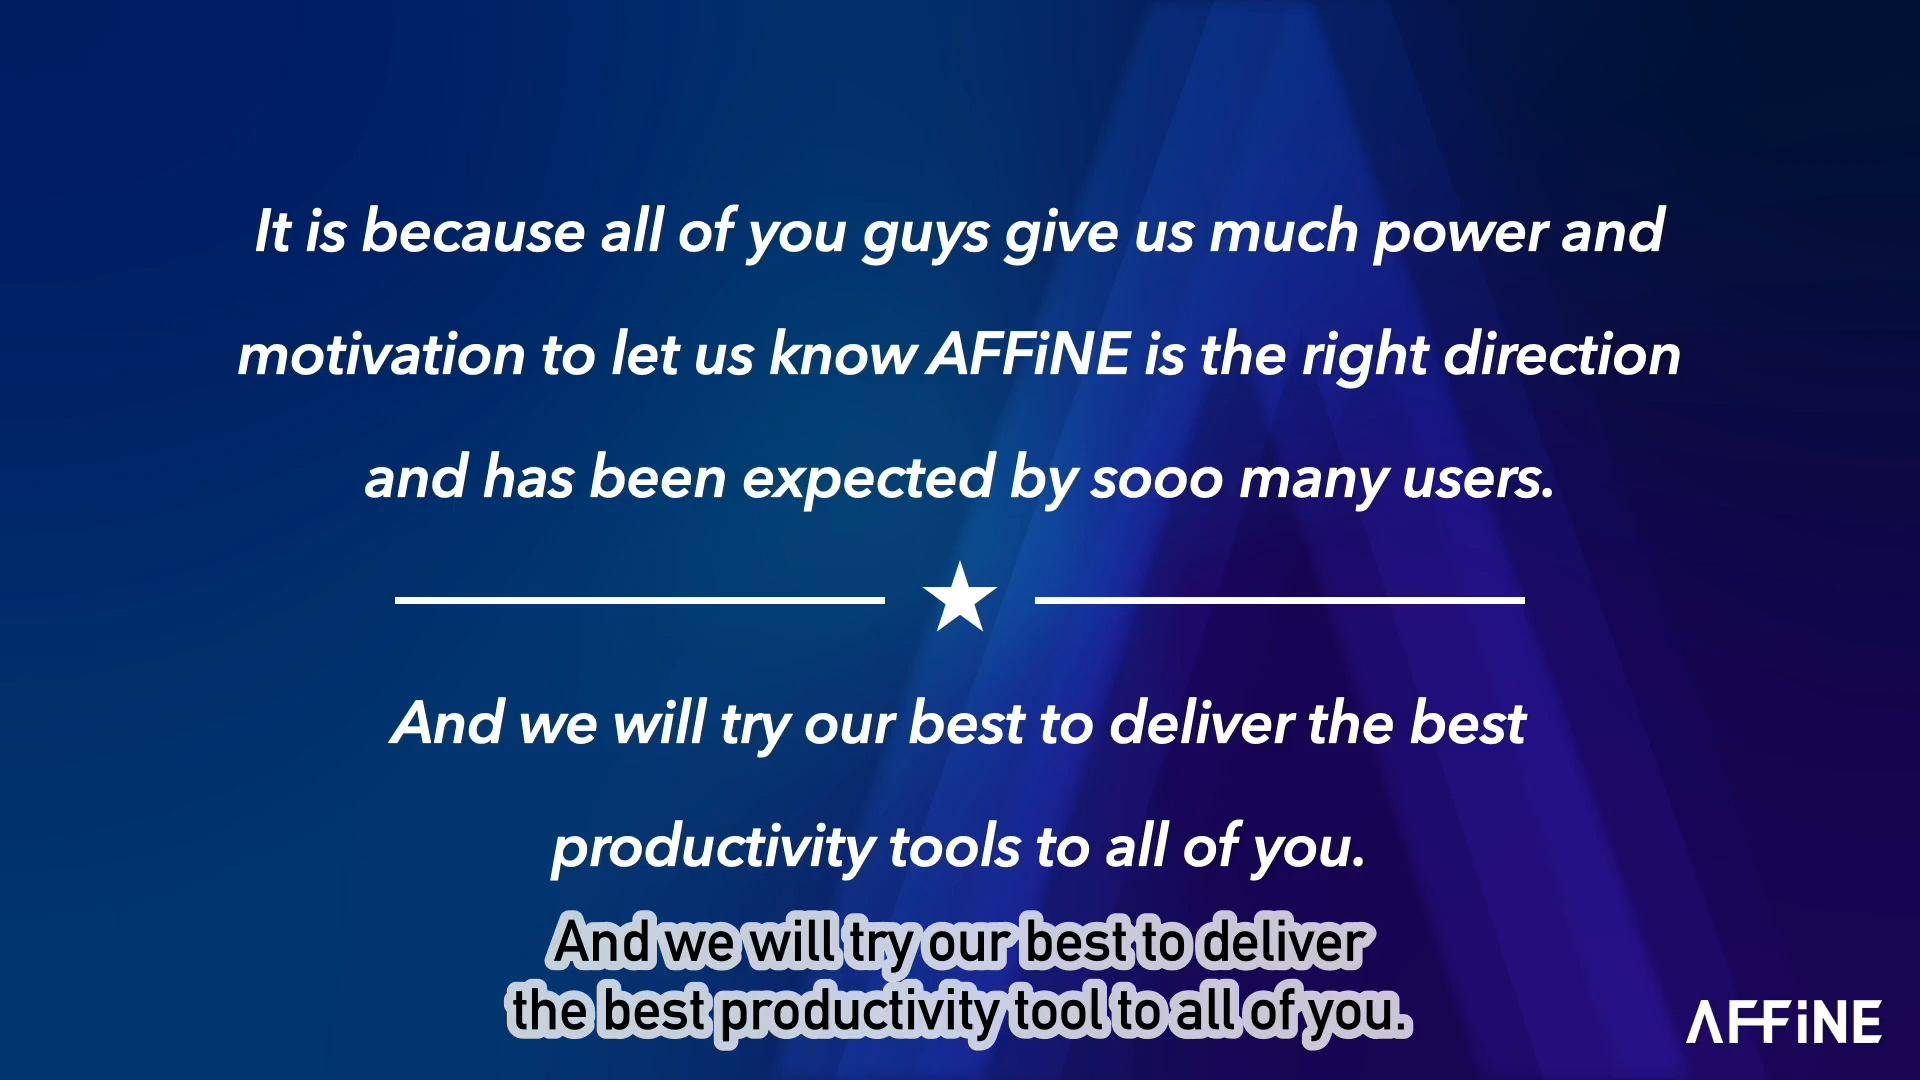 It is because all of you guys give us much power and
motivation to let us know AFFiNE is the right direction
and has been expected by sooo many users.
And we will try our best to deliver the best
productivity tools to all of you.
And we will try our best to deliver
the best productivity tool to all of you.
AFFiNE